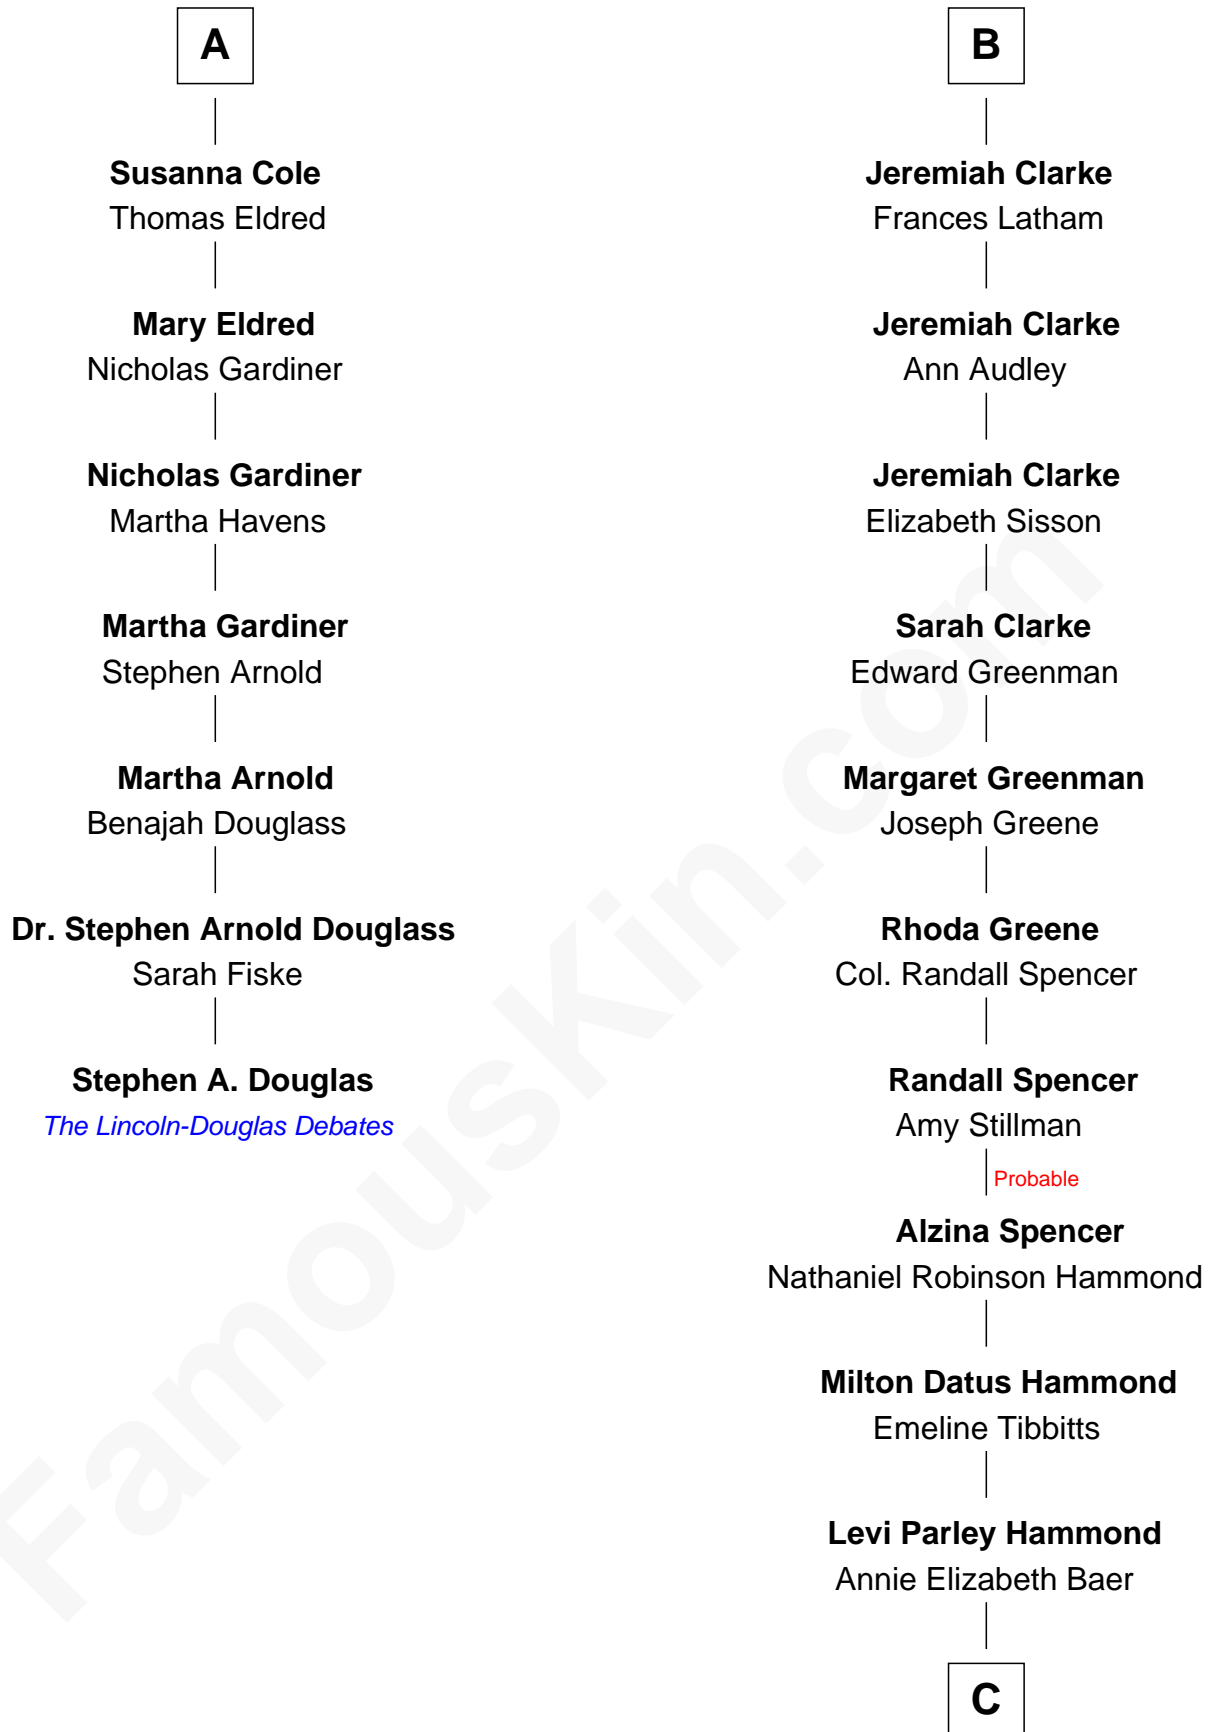 A
Susanna Cole
Thomas Eldred
Mary Eldred
Nicholas Gardiner
Nicholas Gardiner
Martha Havens
Martha Gardiner
Stephen Arnold
Martha Arnold
Benajah Douglass
Dr. Stephen Arnold Douglass
Sarah Fiske
Stephen A. Douglas
The Lincoln-Douglas Debates
B
Jeremiah Clarke
Frances Latham
Jeremiah Clarke
Ann Audley
Jeremiah Clarke
Elizabeth Sisson
Sarah Clarke
Edward Greenman
Margaret Greenman
Joseph Greene
Rhoda Greene
Col. Randall Spencer
Randall Spencer
Amy Stillman
Probable
Alzina Spencer
Nathaniel Robinson Hammond
Milton Datus Hammond
Emeline Tibbitts
Levi Parley Hammond
Annie Elizabeth Baer
C
FamousKin.com